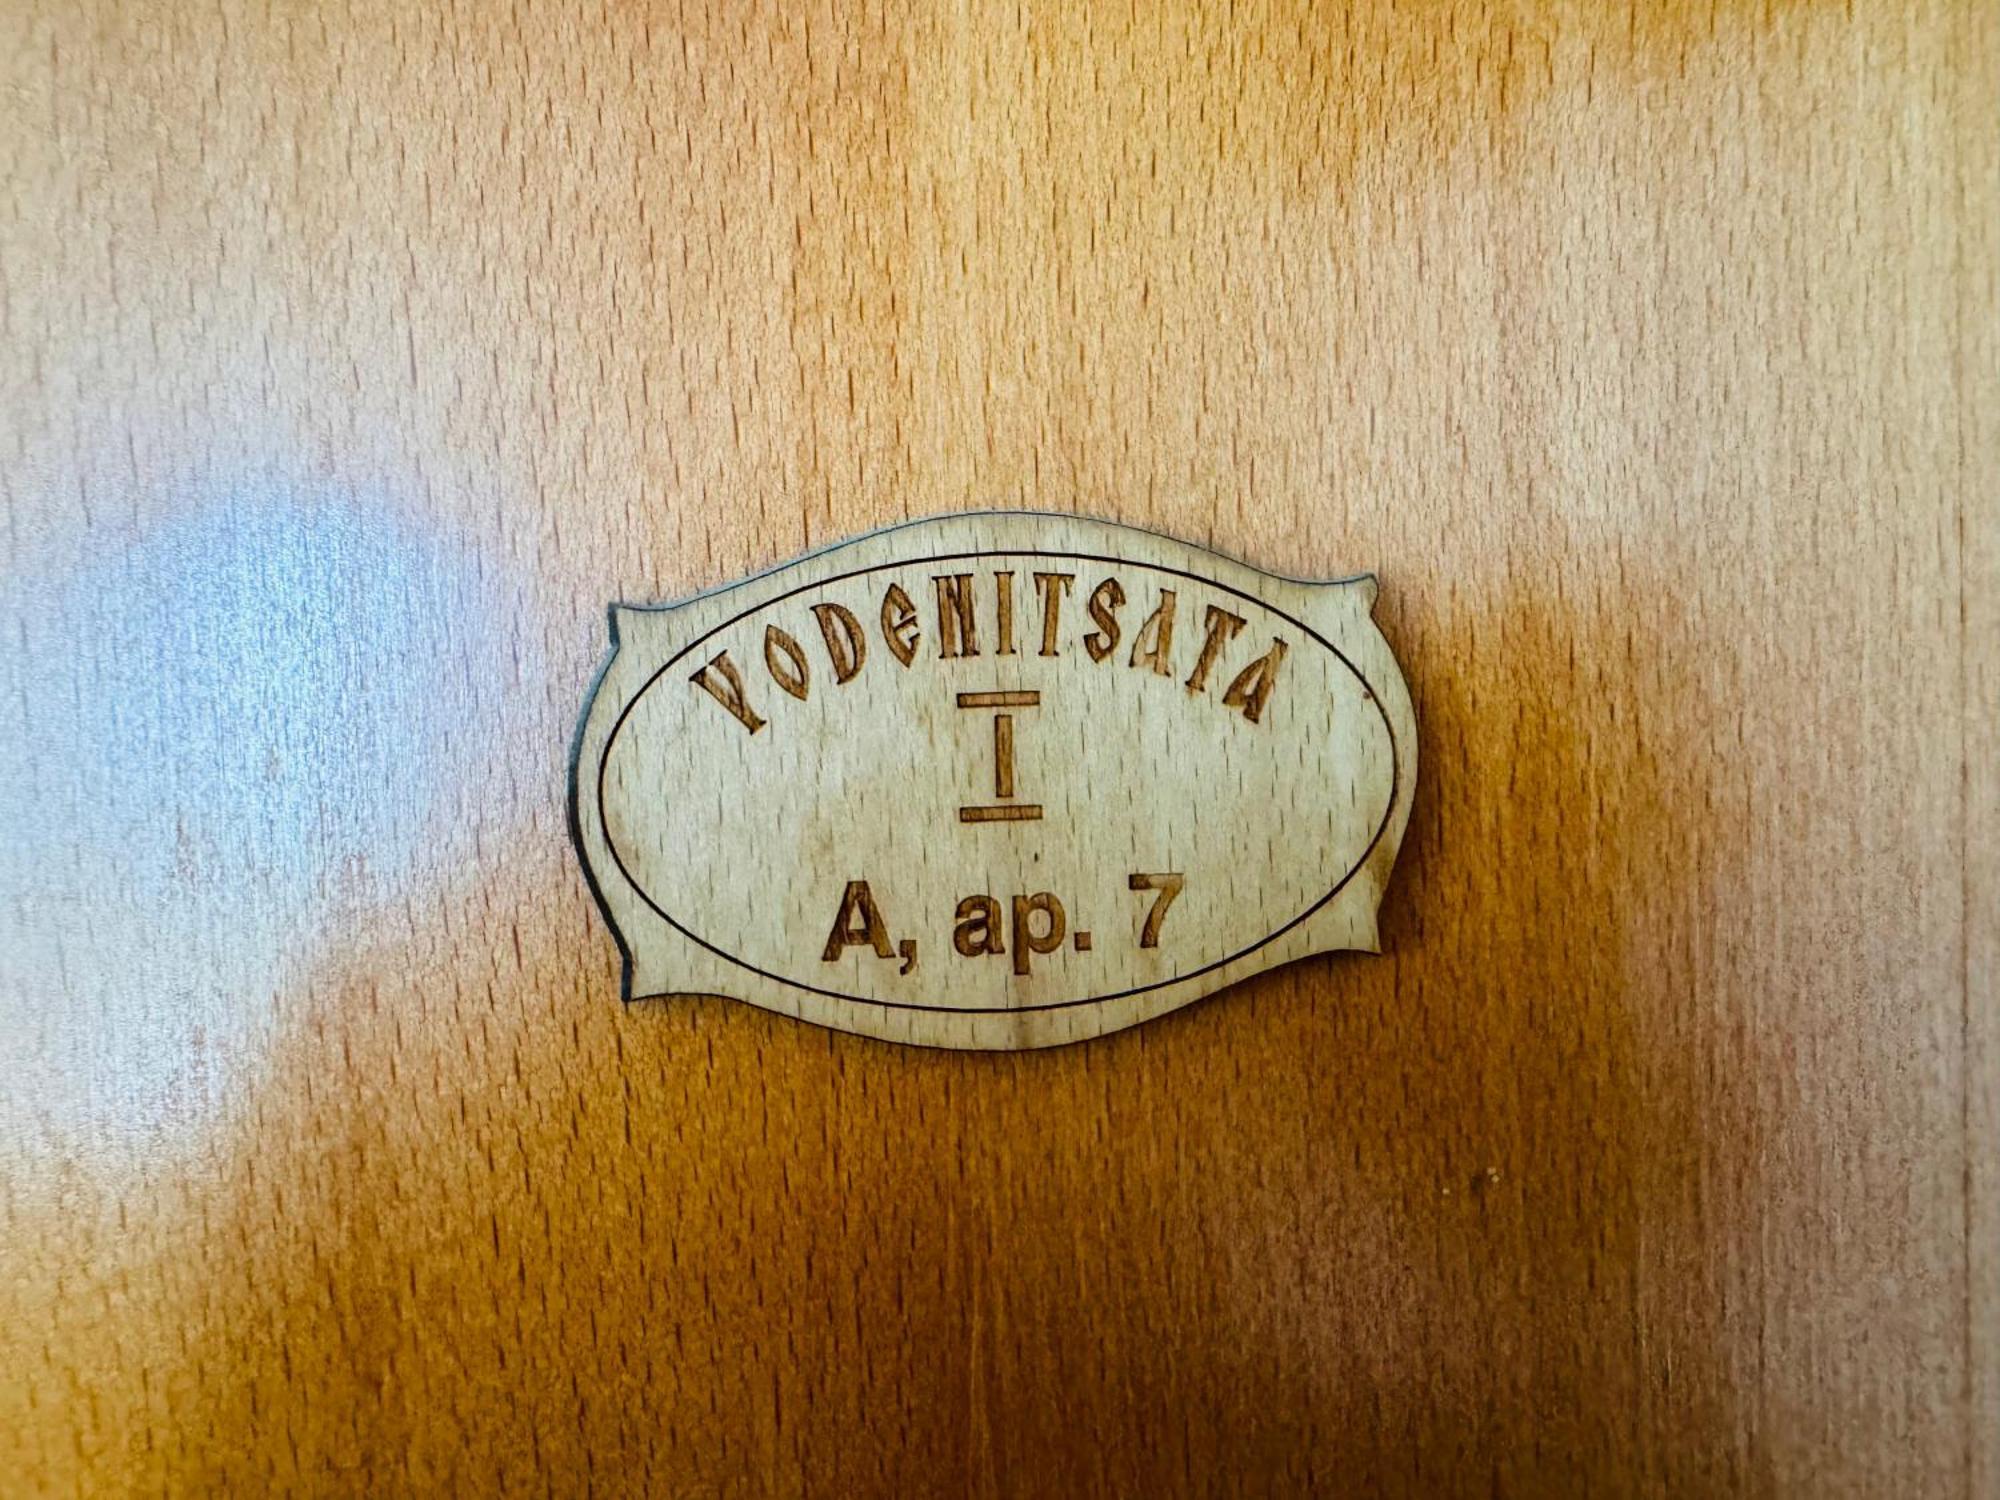 VODENITSATA
I
A, ap. 7